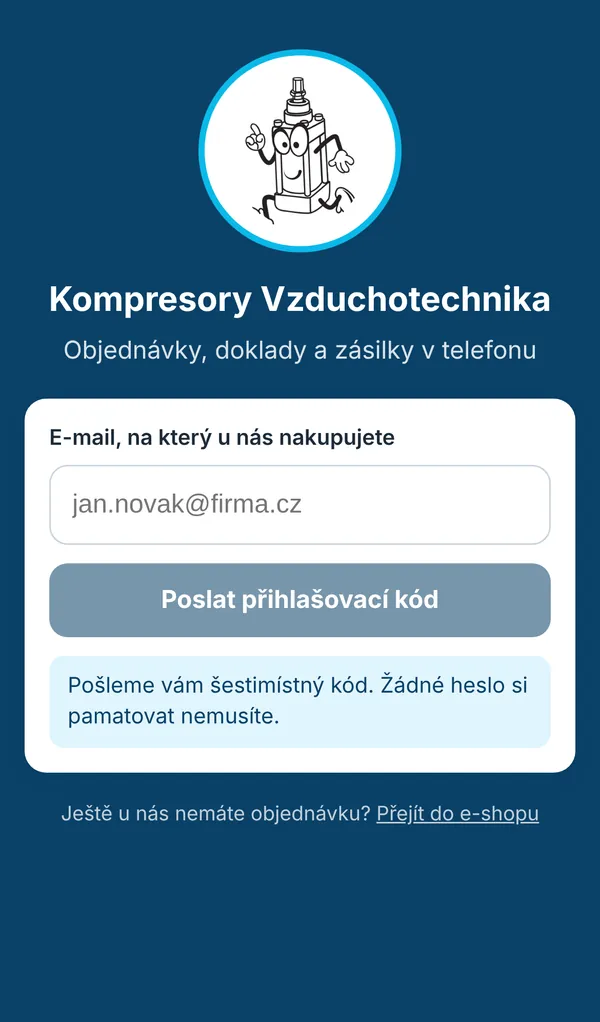 Kompresory Vzduchotechnika
Objednávky, doklady a zásilky v telefonu
E-mail, na který u nás nakupujete
jan.novak@firma.cz
Poslat přihlašovací kód
Pošleme vám šestimístný kód. Žádné heslo si
pamatovat nemusíte.
Ještě u nás nemáte objednávku? Přejít do e-shopu